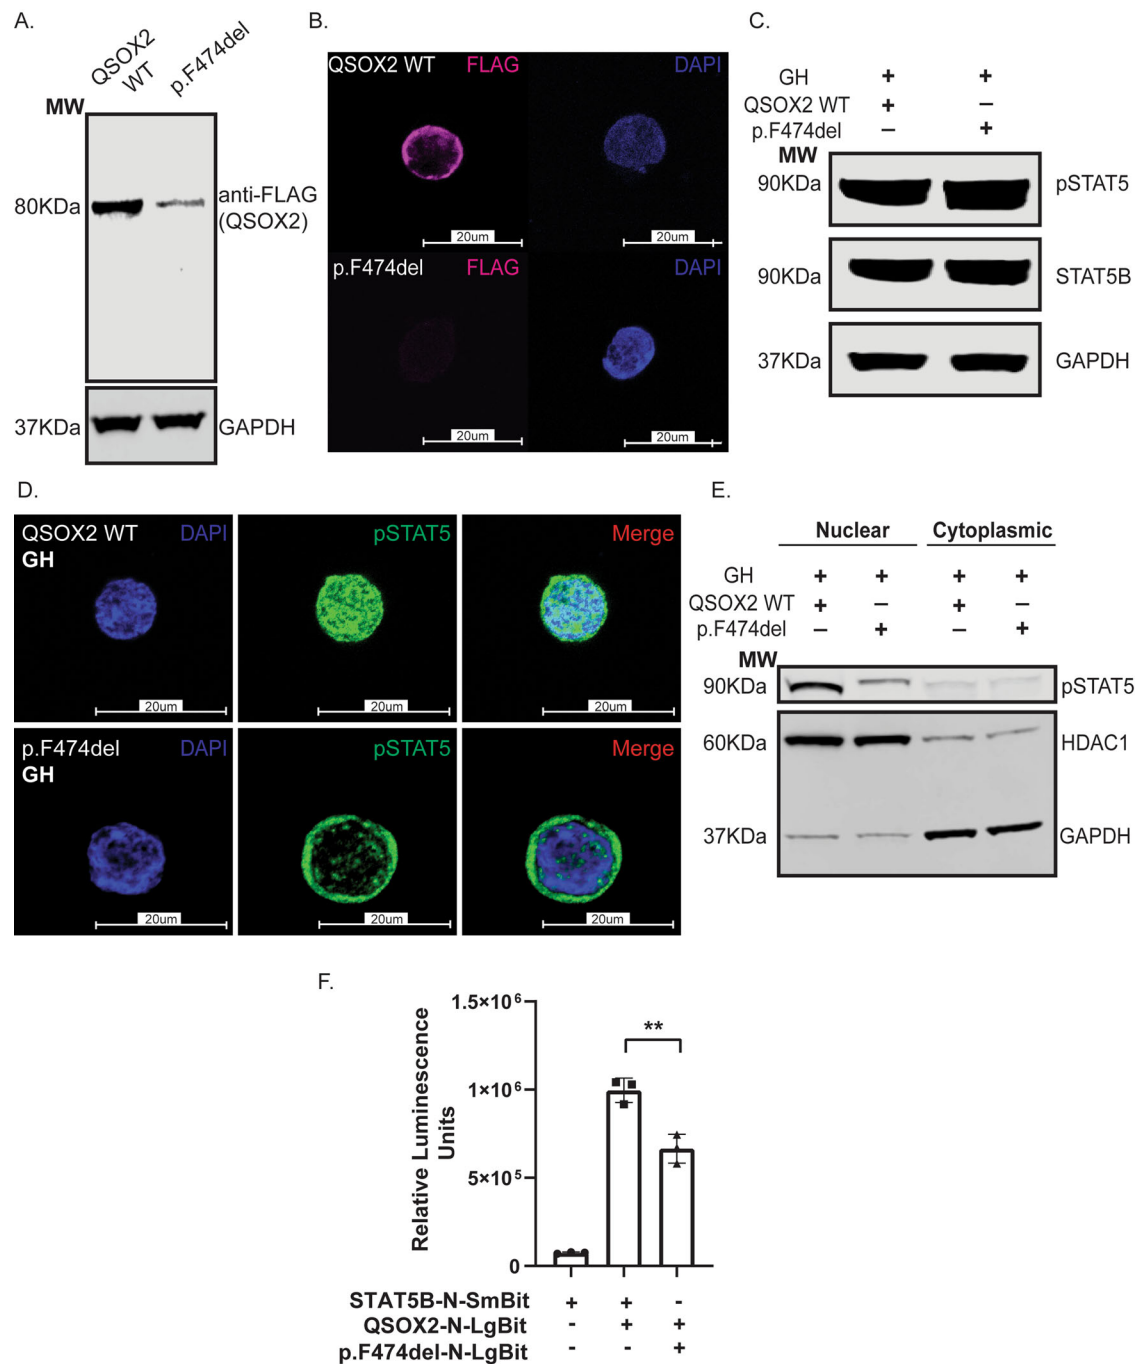 A.
QSOX2
WT
p.F474del
MW
80KDa
anti-FLAG
(QSOX2)
37KDa
GAPDH
B.
QSOX2 WT FLAG DAPI
20um 20um
p.F474del FLAG DAPI
20um 20um
C.
GH + +
QSOX2 WT + –
p.F474del – +
MW
90KDa pSTAT5
90KDa STAT5B
37KDa GAPDH
D.
QSOX2 WT DAPI pSTAT5 Merge
GH
20um 20um 20um
p.F474del DAPI pSTAT5 Merge
GH
20um 20um 20um
E.
Nuclear Cytoplasmic
GH + + + +
QSOX2 WT + – + –
p.F474del – + – +
MW
90KDa pSTAT5
60KDa HDAC1
37KDa GAPDH
F.
Relative Luminescence
Units
1.5×10⁶
1×10⁶
5×10⁵
0
**
STAT5B-N-SmBit + + -
QSOX2-N-LgBit - + +
p.F474del-N-LgBit - - +